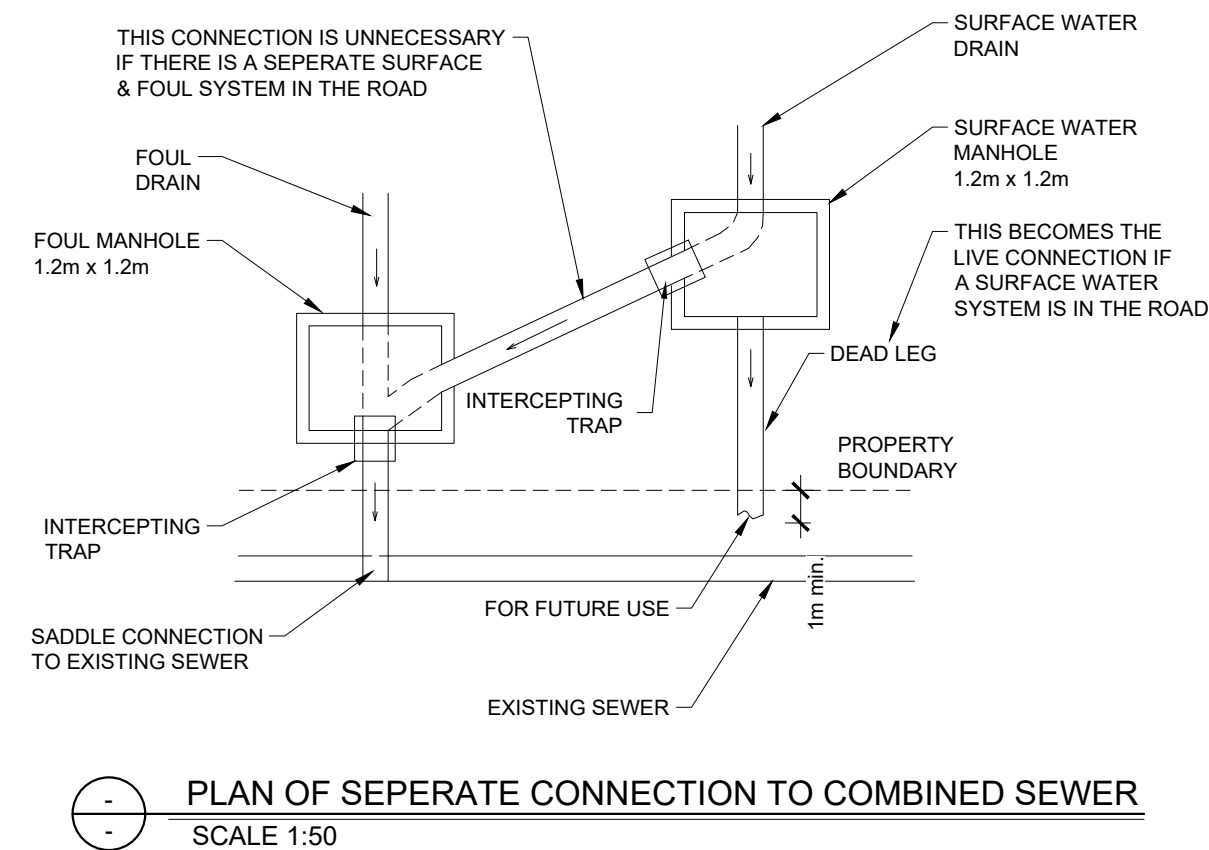 THIS CONNECTION IS UNNECESSARY
IF THERE IS A SEPERATE SURFACE
& FOUL SYSTEM IN THE ROAD
SURFACE WATER
DRAIN
FOUL
DRAIN
SURFACE WATER
MANHOLE
1.2m x 1.2m
FOUL MANHOLE
1.2m x 1.2m
THIS BECOMES THE
LIVE CONNECTION IF
A SURFACE WATER
SYSTEM IS IN THE ROAD
DEAD LEG
INTERCEPTING
TRAP
PROPERTY
BOUNDARY
INTERCEPTING
TRAP
1m min.
FOR FUTURE USE
SADDLE CONNECTION
TO EXISTING SEWER
EXISTING SEWER
-
-
PLAN OF SEPERATE CONNECTION TO COMBINED SEWER
SCALE 1:50